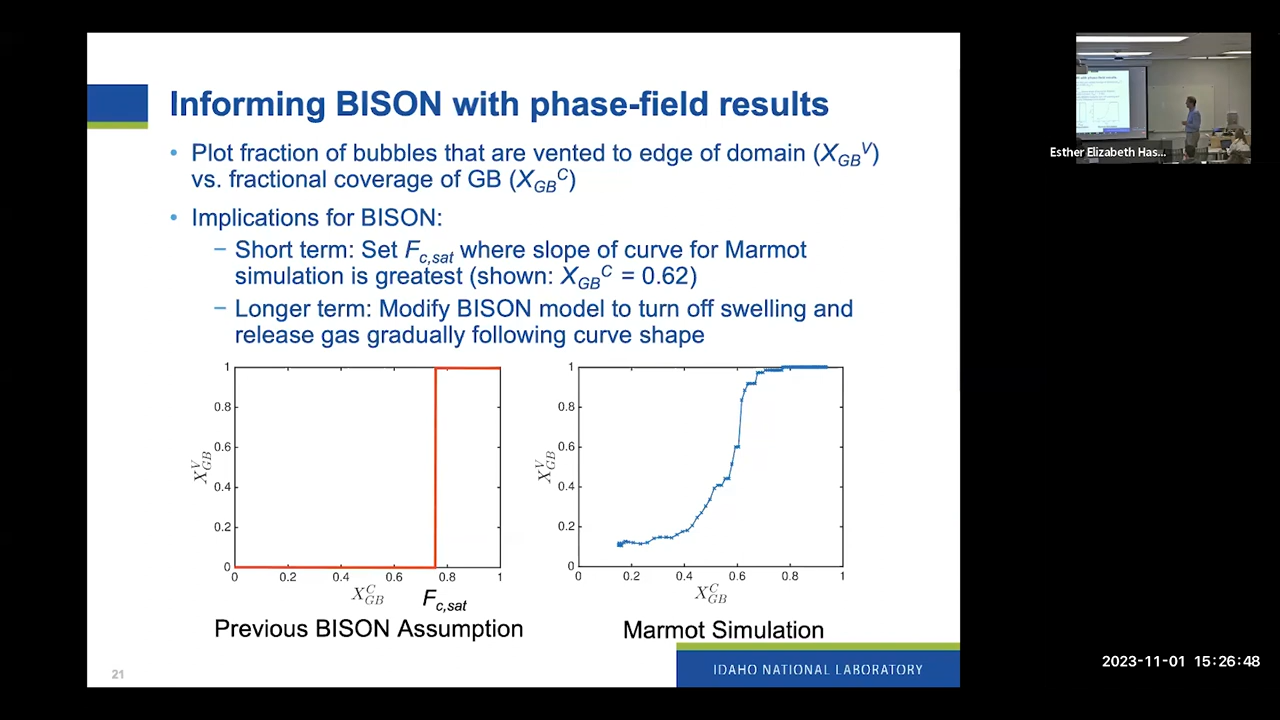 Informing BISON with phase-field results
• Plot fraction of bubbles that are vented to edge of domain (X_GB^V)
vs. fractional coverage of GB (X_GB^C)
• Implications for BISON:
– Short term: Set F_c,sat where slope of curve for Marmot
simulation is greatest (shown: X_GB^C = 0.62)
– Longer term: Modify BISON model to turn off swelling and
release gas gradually following curve shape
1
0.8
0.6
0.4
0.2
0
X_GB^V
0 0.2 0.4 0.6 0.8 1
X_GB^C
F_c,sat
Previous BISON Assumption
1
0.8
0.6
0.4
0.2
0
X_GB^V
0 0.2 0.4 0.6 0.8 1
X_GB^C
Marmot Simulation
21
IDAHO NATIONAL LABORATORY
Esther Elizabeth Has...
2023-11-01 15:26:48